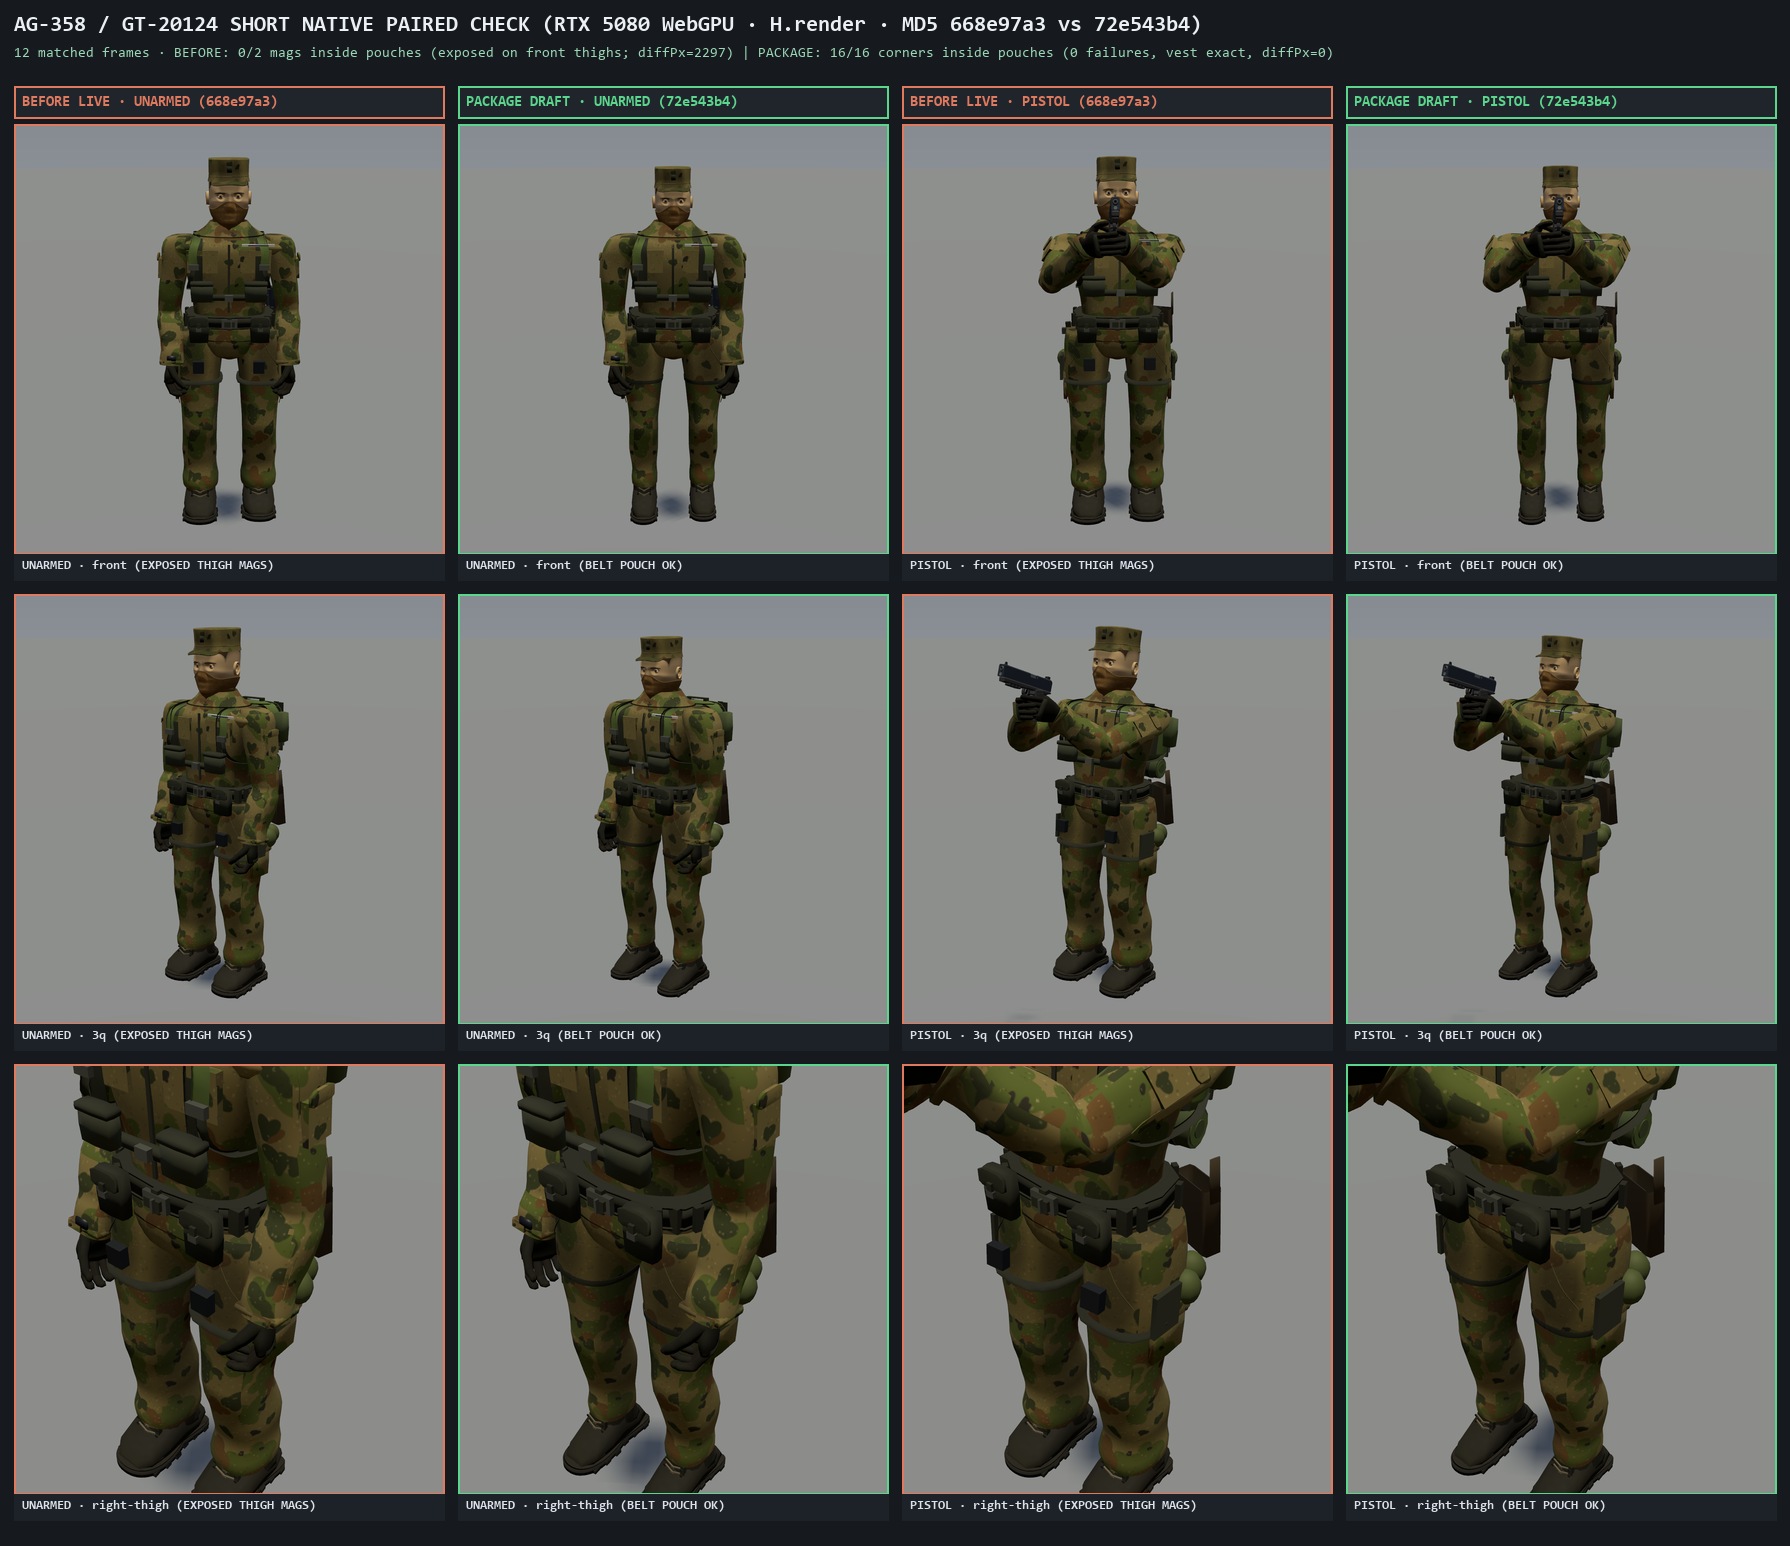 AG-358 / GT-20124 SHORT NATIVE PAIRED CHECK (RTX 5080 WebGPU · H.render · MD5 668e97a3 vs 72e543b4)
12 matched frames · BEFORE: 0/2 mags inside pouches (exposed on front thighs; diffPx=2297) | PACKAGE: 16/16 corners inside pouches (0 failures, vest exact, diffPx=0)
BEFORE LIVE · UNARMED (668e97a3)
PACKAGE DRAFT · UNARMED (72e543b4)
BEFORE LIVE · PISTOL (668e97a3)
PACKAGE DRAFT · PISTOL (72e543b4)
UNARMED · front (EXPOSED THIGH MAGS)
UNARMED · front (BELT POUCH OK)
PISTOL · front (EXPOSED THIGH MAGS)
PISTOL · front (BELT POUCH OK)
UNARMED · 3q (EXPOSED THIGH MAGS)
UNARMED · 3q (BELT POUCH OK)
PISTOL · 3q (EXPOSED THIGH MAGS)
PISTOL · 3q (BELT POUCH OK)
UNARMED · right-thigh (EXPOSED THIGH MAGS)
UNARMED · right-thigh (BELT POUCH OK)
PISTOL · right-thigh (EXPOSED THIGH MAGS)
PISTOL · right-thigh (BELT POUCH OK)